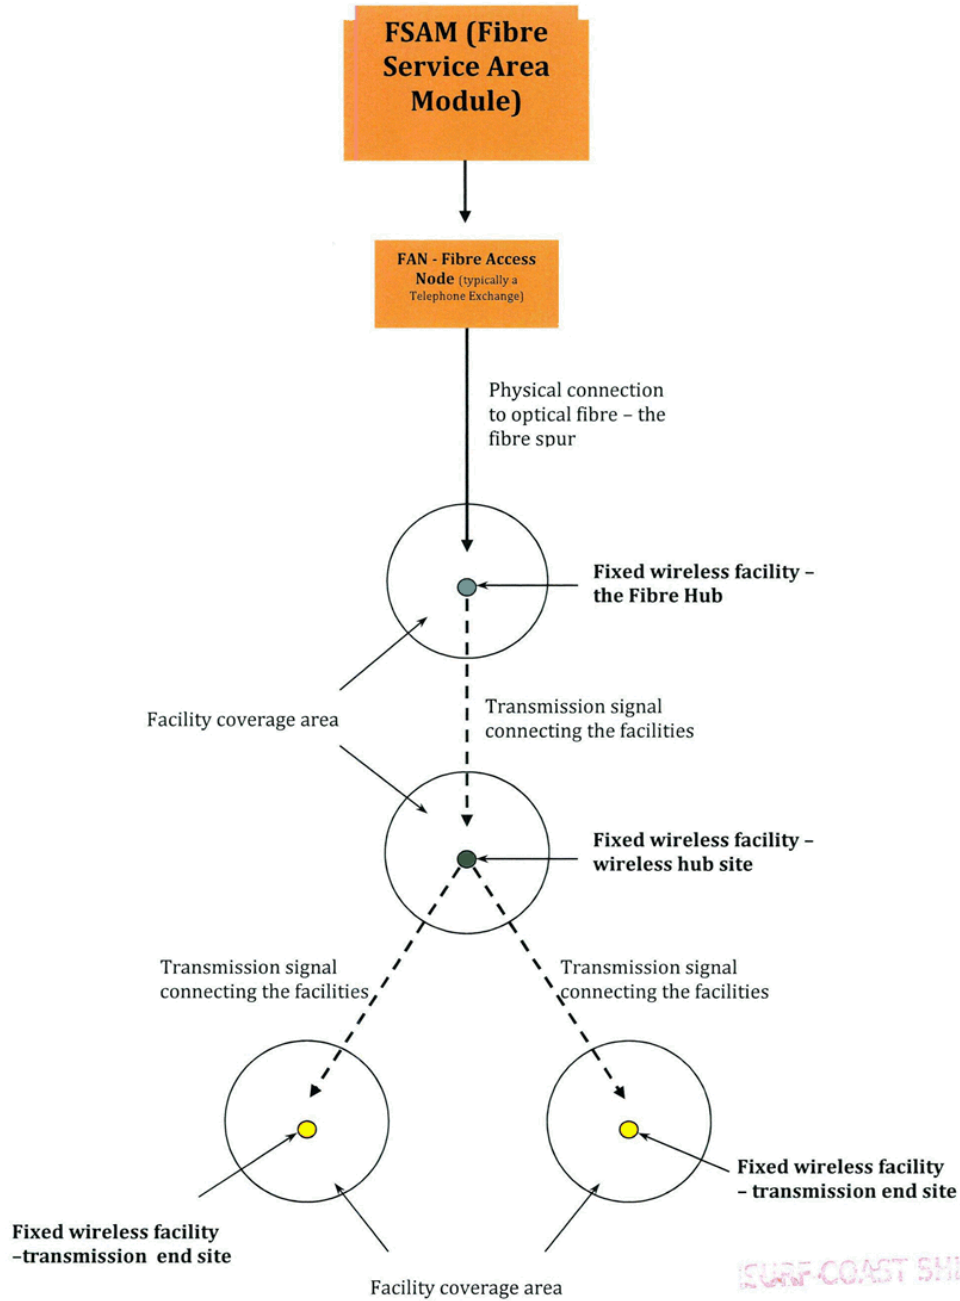 FSAM (Fibre
Service Area
Module)
FAN - Fibre Access
Node (typically a
Telephone Exchange)
Physical connection
to optical fibre – the
fibre spur
Fixed wireless facility –
the Fibre Hub
Transmission signal
connecting the facilities
Facility coverage area
Fixed wireless facility –
wireless hub site
Transmission signal
connecting the facilities
Transmission signal
connecting the facilities
Fixed wireless facility
– transmission end site
Fixed wireless facility
–transmission end site
Facility coverage area
SURF-COAST